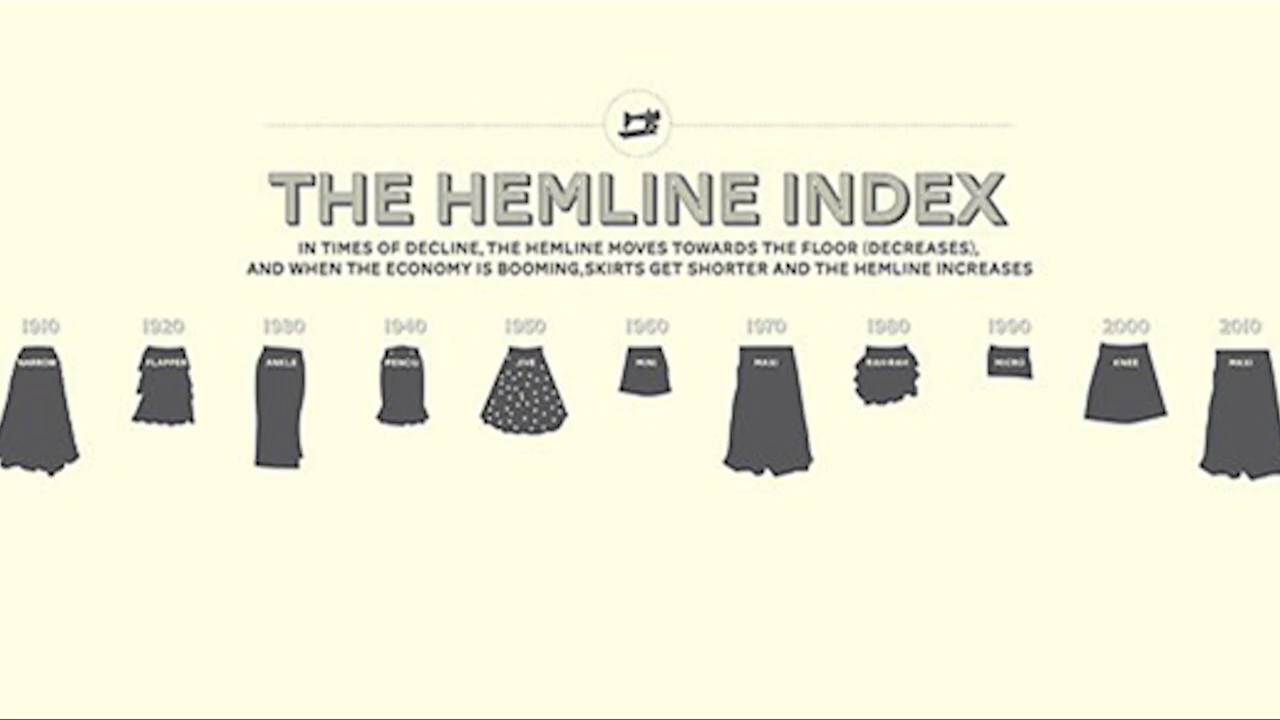 THE HEMLINE INDEX
IN TIMES OF DECLINE, THE HEMLINE MOVES TOWARDS THE FLOOR (DECREASES),
AND WHEN THE ECONOMY IS BOOMING, SKIRTS GET SHORTER AND THE HEMLINE INCREASES
1910 1920 1930 1940 1950 1960 1970 1980 1990 2000 2010
NARROW FLAPPER ANKLE PENCIL JIVE MINI MAXI RAHRAH MICRO KNEE MAXI